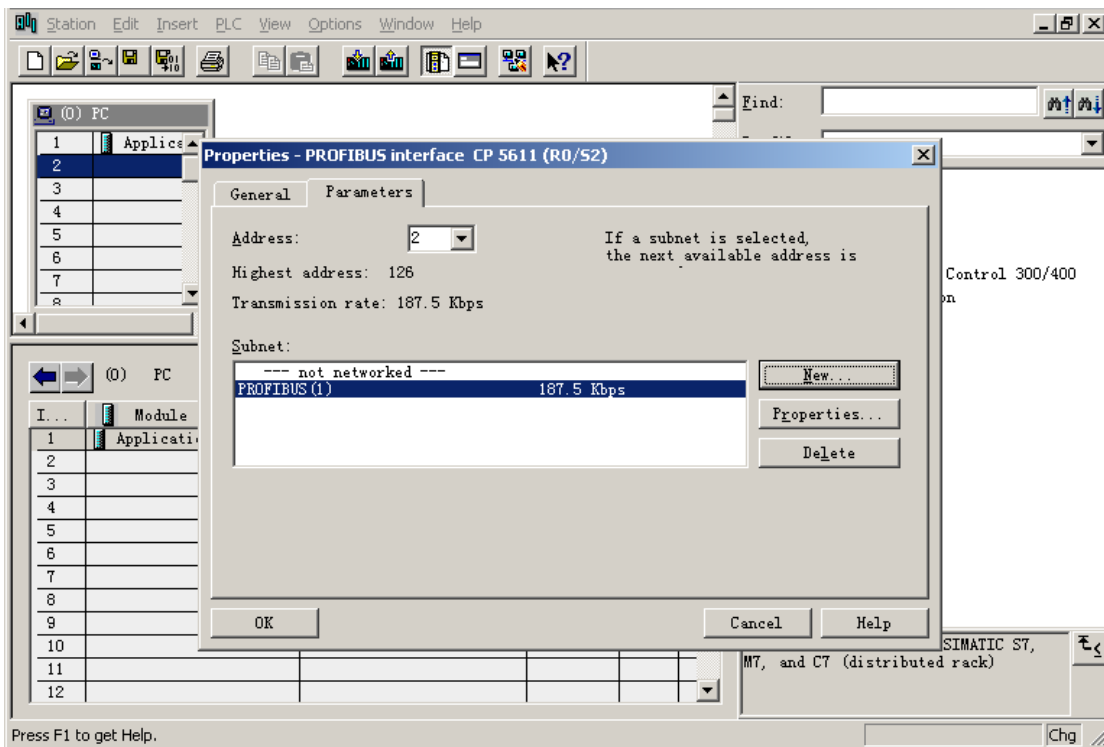 Station Edit Insert PLC View Options Window Help
(0) PC
1 Applica
2
3
4
5
6
7
8
Find:
Properties - PROFIBUS interface CP 5611 (R0/S2)
General Parameters
Address: 2
If a subnet is selected,
the next available address is
Highest address: 126
Transmission rate: 187.5 Kbps
Subnet:
--- not networked ---
PROFIBUS(1) 187.5 Kbps
New...
Properties...
Delete
OK Cancel Help
Control 300/400
on
(0) PC
I... Module
1 Applicati
2
3
4
5
6
7
8
9
10
11
12
SIMATIC S7,
M7, and C7 (distributed rack)
Press F1 to get Help.
Chg